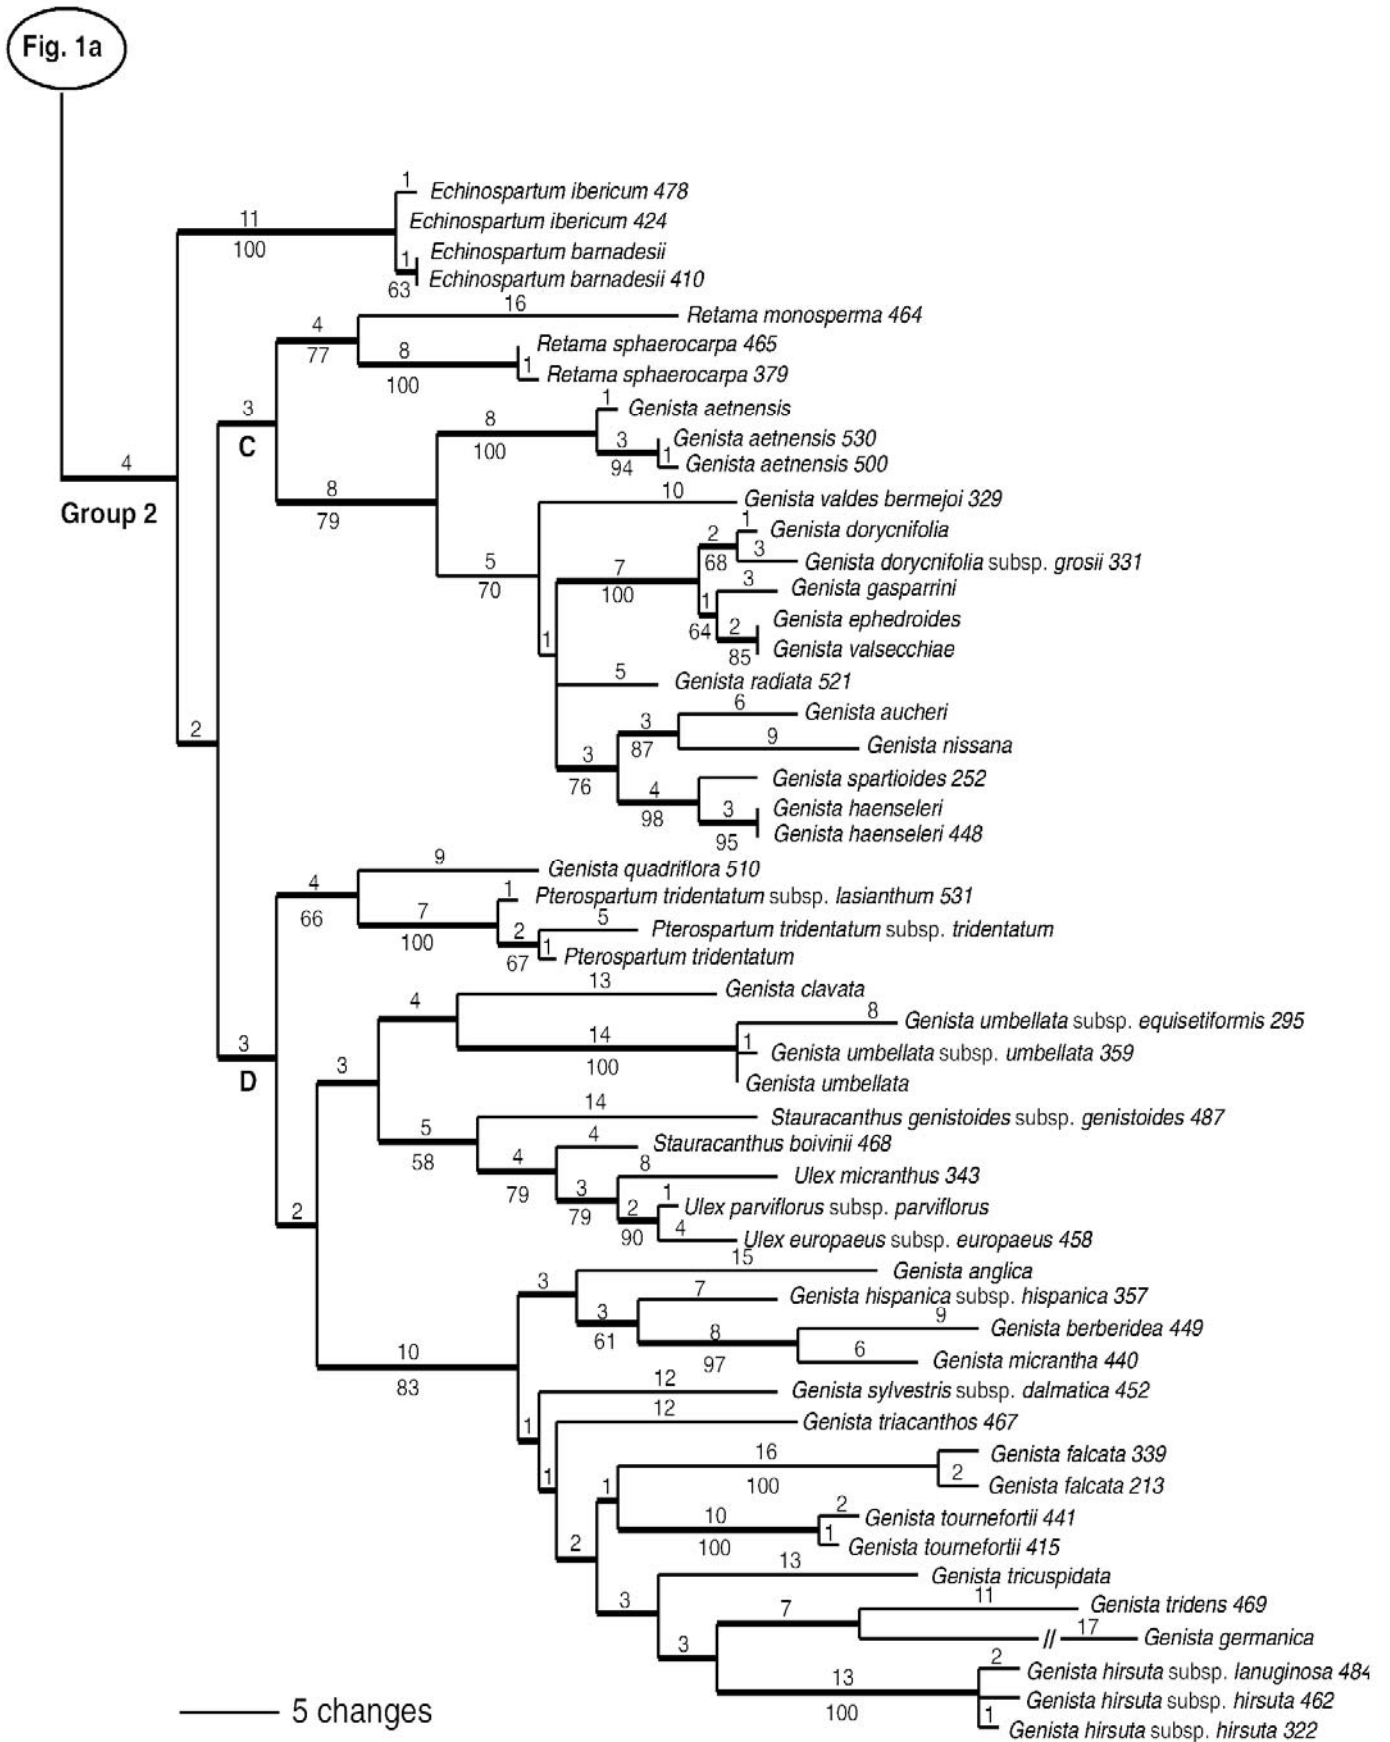 Fig. 1a
1
Echinospartum ibericum 478
11
Echinospartum ibericum 424
100
Echinospartum barnadesii
1
Echinospartum barnadesii 410
63
16
Retama monosperma 464
4
77
Retama sphaerocarpa 465
8
1
100
Retama sphaerocarpa 379
1
Genista aetnensis
3
C
8
100
Genista aetnensis 530
3
1
94
Genista aetnensis 500
4
Group 2
8
79
10
Genista valdes bermejoi 329
1
Genista dorycnifolia
2
68
3
Genista dorycnifolia subsp. grosii 331
5
70
7
100
3
Genista gasparrini
1
64
Genista ephedroides
2
85
Genista valsecchiae
1
5
Genista radiata 521
6
Genista aucheri
3
87
9
Genista nissana
2
3
76
Genista spartioides 252
4
98
Genista haenseleri
3
95
Genista haenseleri 448
9
Genista quadriflora 510
4
66
1
Pterospartum tridentatum subsp. lasianthum 531
7
100
5
Pterospartum tridentatum subsp. tridentatum
2
67
1
Pterospartum tridentatum
13
Genista clavata
4
8
Genista umbellata subsp. equisetiformis 295
14
100
1
Genista umbellata subsp. umbellata 359
Genista umbellata
3
D
3
14
Stauracanthus genistoides subsp. genistoides 487
5
58
4
Stauracanthus boivinii 468
4
79
8
Ulex micranthus 343
3
79
1
Ulex parviflorus subsp. parviflorus
2
90
4
Ulex europaeus subsp. europaeus 458
2
15
Genista anglica
3
7
Genista hispanica subsp. hispanica 357
3
61
9
Genista berberidea 449
8
97
6
Genista micrantha 440
10
83
12
Genista sylvestris subsp. dalmatica 452
12
Genista triacanthos 467
1
16
100
Genista falcata 339
2
Genista falcata 213
1
1
2
Genista tournefortii 441
10
100
1
Genista tournefortii 415
2
13
Genista tricuspidata
3
11
Genista tridens 469
7
//
17
Genista germanica
3
2
Genista hirsuta subsp. lanuginosa 484
13
100
Genista hirsuta subsp. hirsuta 462
1
Genista hirsuta subsp. hirsuta 322
5 changes